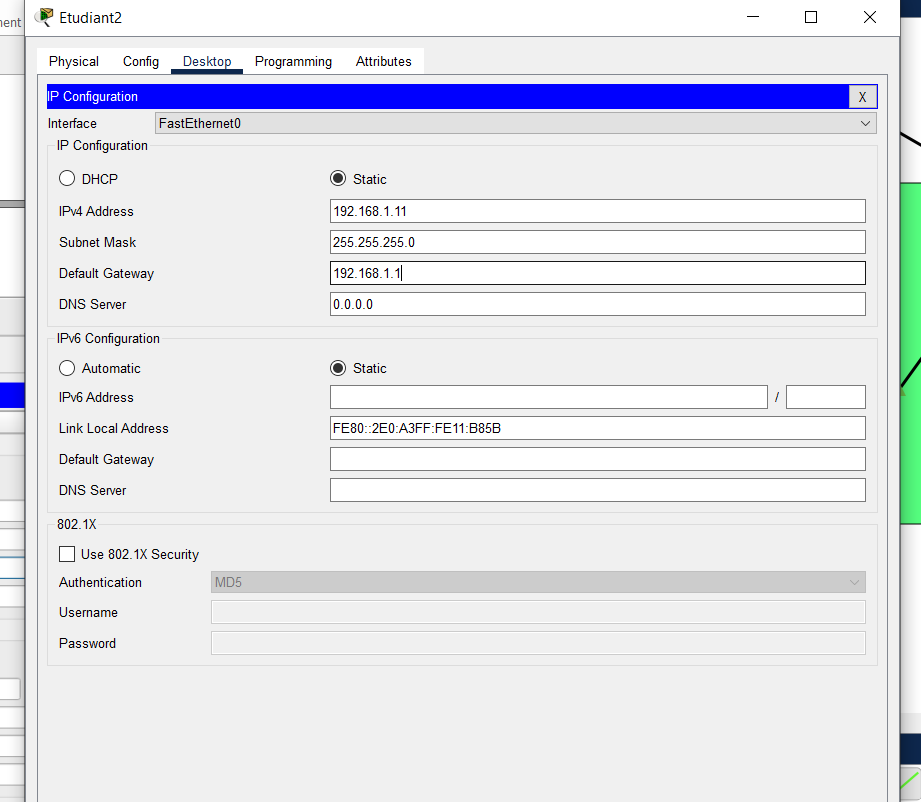 ent
Etudiant2
Physical Config Desktop Programming Attributes
IP Configuration X
Interface FastEthernet0
IP Configuration
DHCP Static
IPv4 Address 192.168.1.11
Subnet Mask 255.255.255.0
Default Gateway 192.168.1.1
DNS Server 0.0.0.0
IPv6 Configuration
Automatic Static
IPv6 Address /
Link Local Address FE80::2E0:A3FF:FE11:B85B
Default Gateway
DNS Server
802.1X
Use 802.1X Security
Authentication MD5
Username
Password